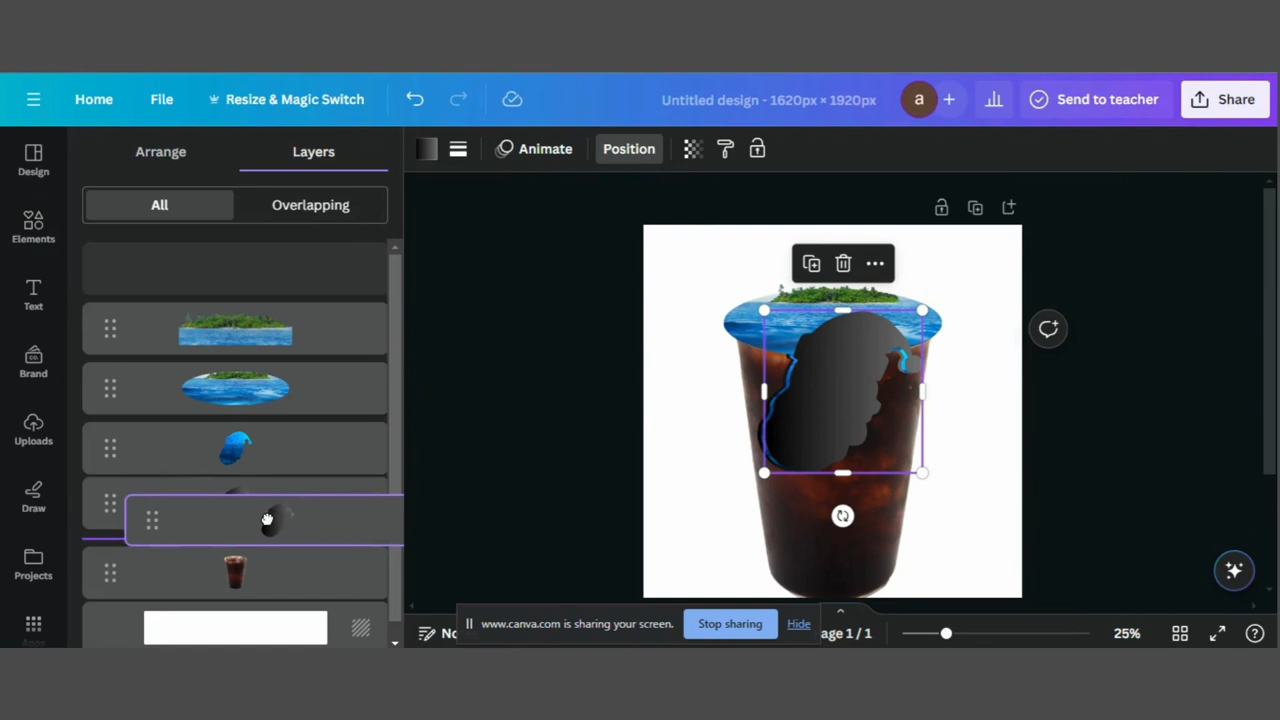 Home
File
Resize & Magic Switch
Untitled design - 1620px × 1920px
a
+
Send to teacher
Share
Design
Elements
Text
Brand
Uploads
Draw
Projects
Arrange
Layers
All
Overlapping
Animate
Position
No
www.canva.com is sharing your screen.
Stop sharing
Hide
age 1 / 1
25%